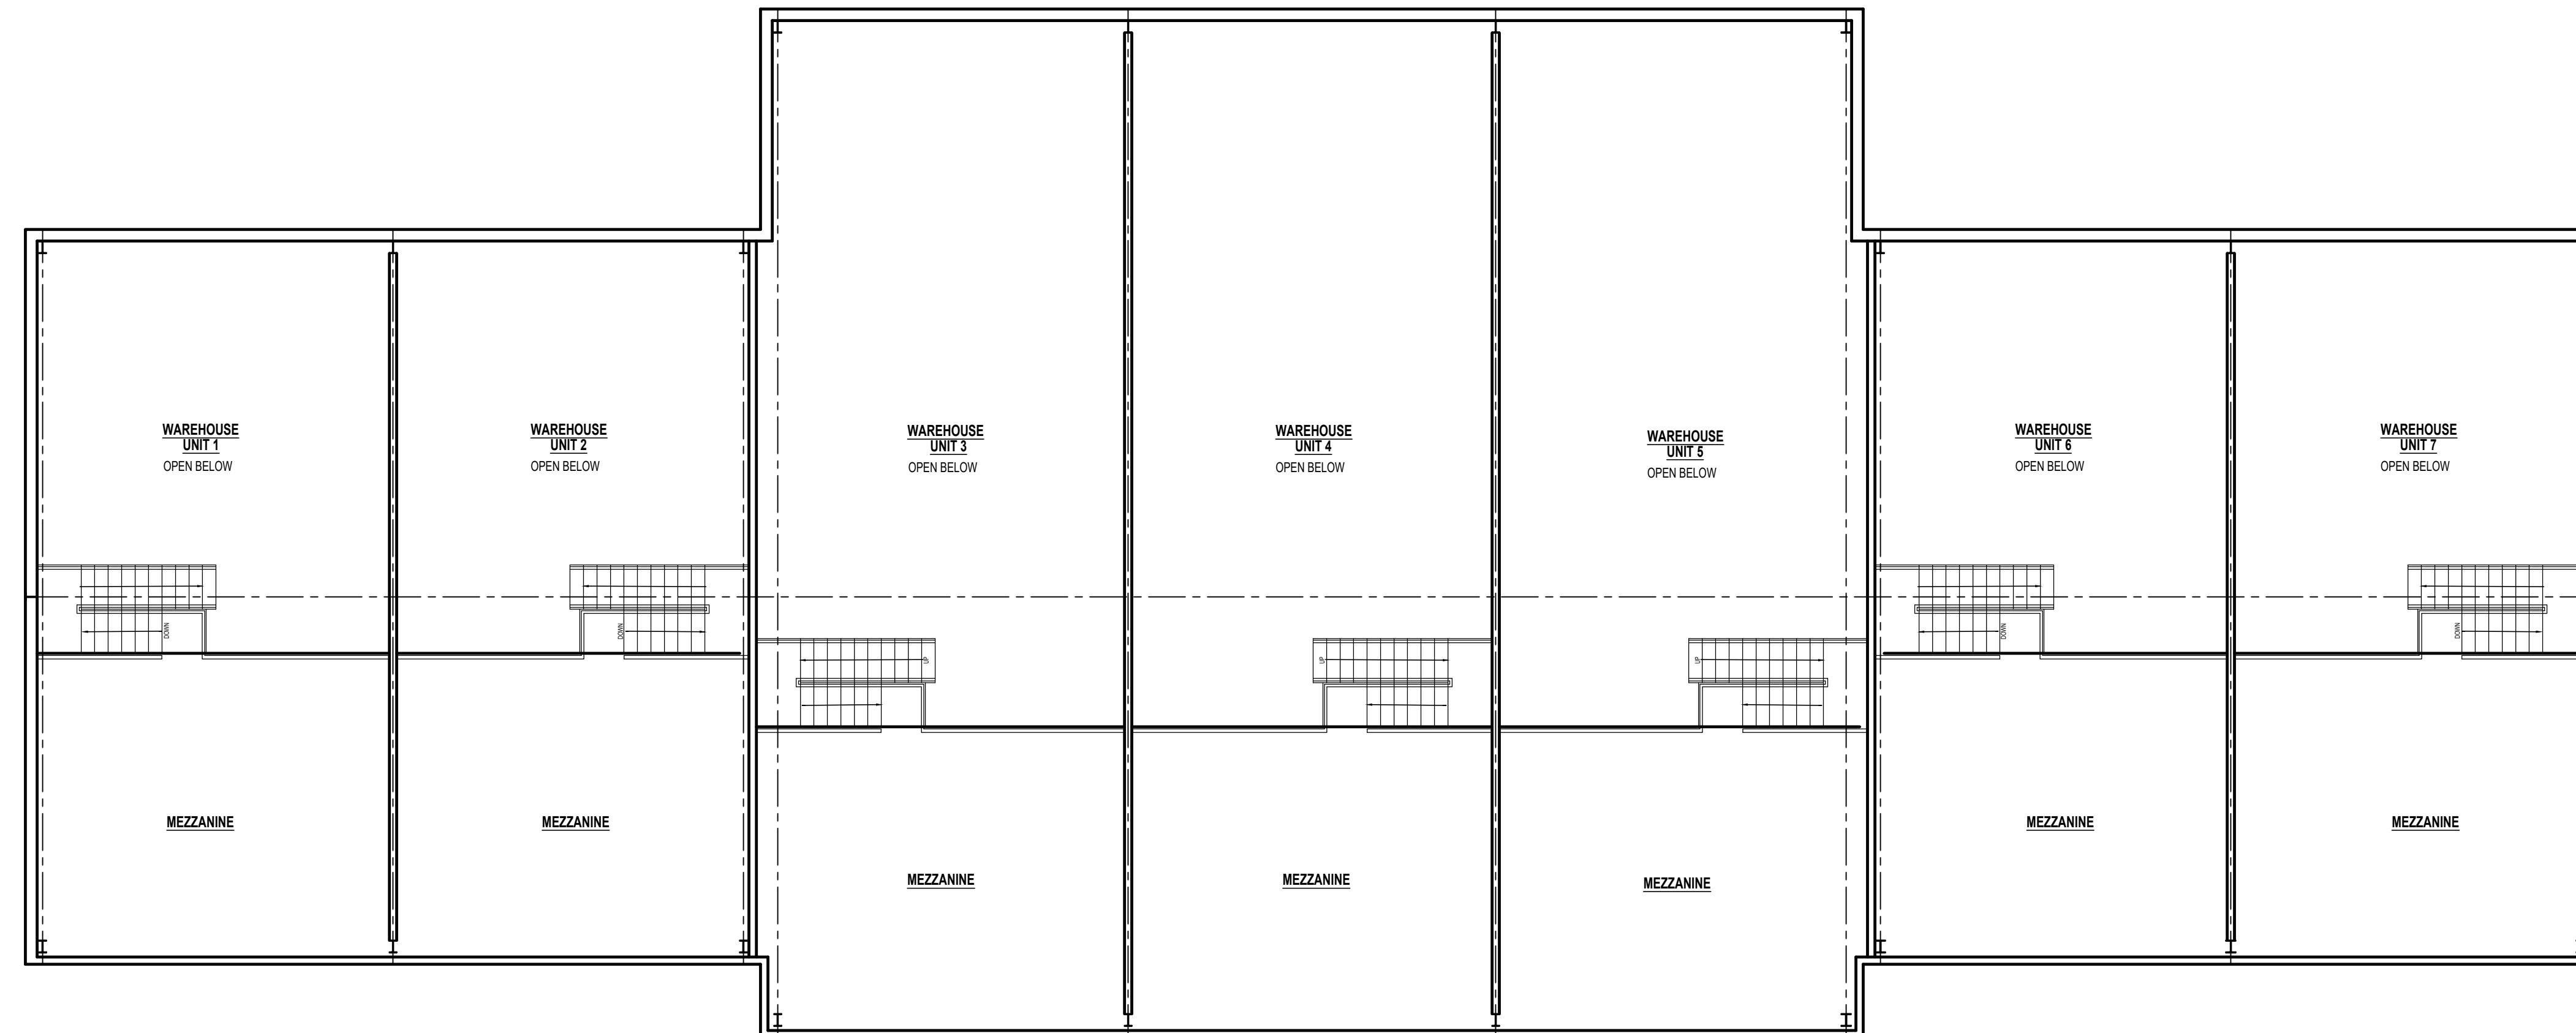 WAREHOUSE
UNIT 1
OPEN BELOW
WAREHOUSE
UNIT 2
OPEN BELOW
WAREHOUSE
UNIT 3
OPEN BELOW
WAREHOUSE
UNIT 4
OPEN BELOW
WAREHOUSE
UNIT 5
OPEN BELOW
WAREHOUSE
UNIT 6
OPEN BELOW
WAREHOUSE
UNIT 7
OPEN BELOW
DOWN
DOWN
UP
UP
UP
DOWN
DOWN
MEZZANINE
MEZZANINE
MEZZANINE
MEZZANINE
MEZZANINE
MEZZANINE
MEZZANINE